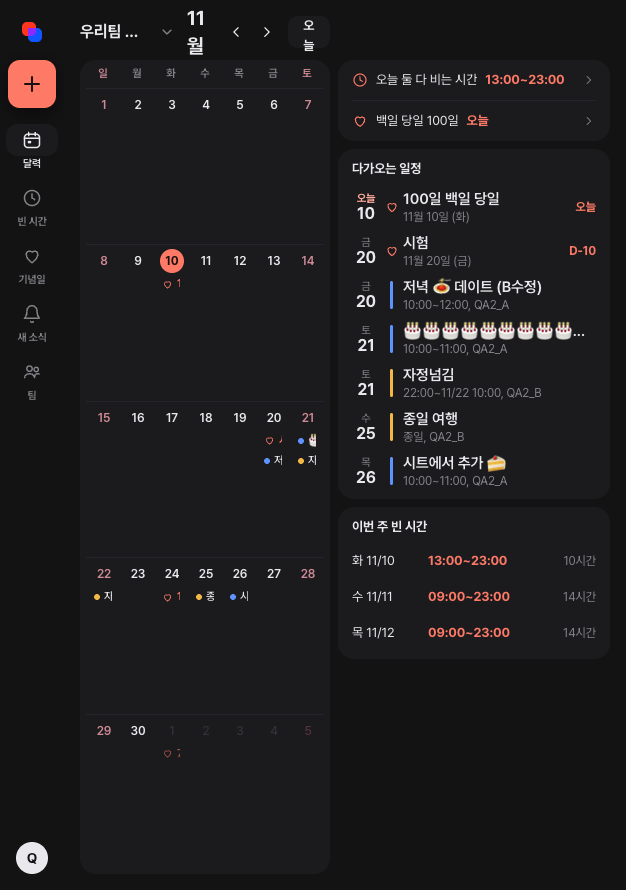 우리팀 ...
11
월
오
늘
달력
빈 시간
기념일
새 소식
팀
Q
일 월 화 수 목 금 토
1 2 3 4 5 6 7
8 9 10 11 12 13 14
1
15 16 17 18 19 20 21
저 지
22 23 24 25 26 27 28
지 1 종 시
29 30 1 2 3 4 5
오늘 둘 다 비는 시간 13:00~23:00
백일 당일 100일 오늘
다가오는 일정
오늘
10
100일 백일 당일
11월 10일 (화)
오늘
금
20
시험
11월 20일 (금)
D-10
금
20
저녁 🍝 데이트 (B수정)
10:00~12:00, QA2_A
토
21
🎂🎂🎂🎂🎂🎂🎂🎂🎂...
10:00~11:00, QA2_A
토
21
자정넘김
22:00~11/22 10:00, QA2_B
수
25
종일 여행
종일, QA2_B
목
26
시트에서 추가 🍰
10:00~11:00, QA2_A
이번 주 빈 시간
화 11/10 13:00~23:00 10시간
수 11/11 09:00~23:00 14시간
목 11/12 09:00~23:00 14시간